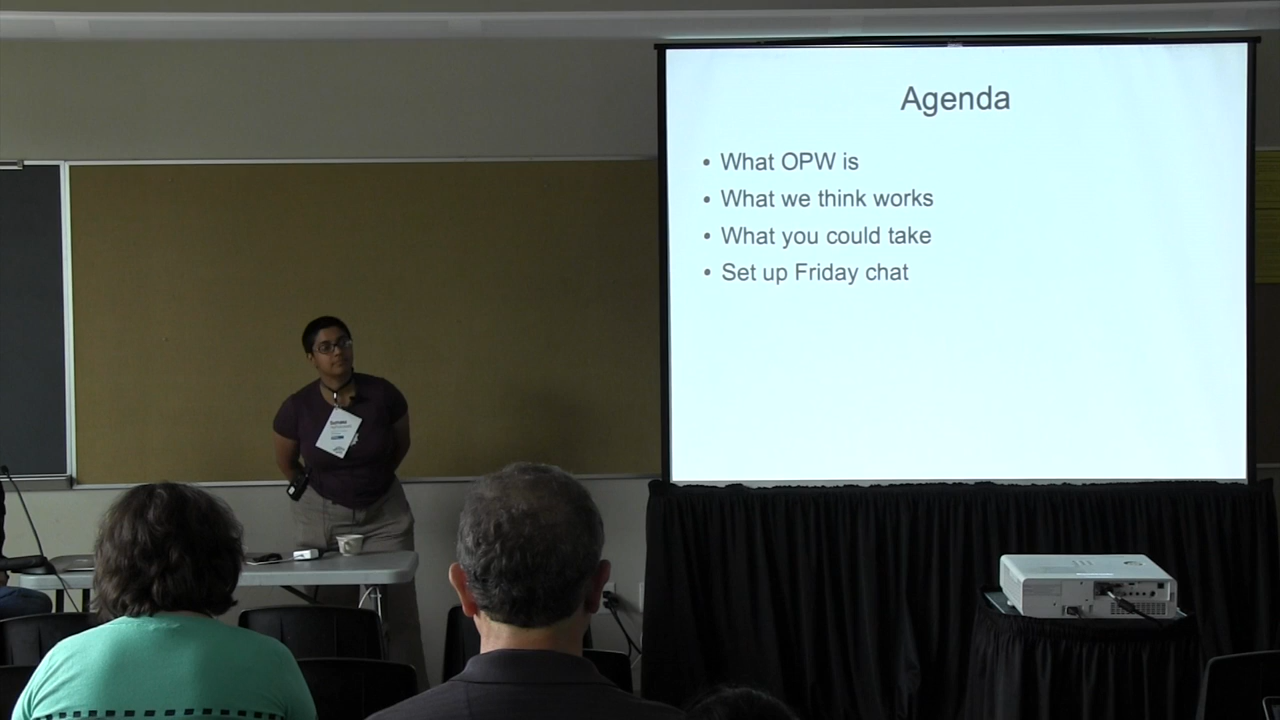 Agenda
• What OPW is
• What we think works
• What you could take
• Set up Friday chat